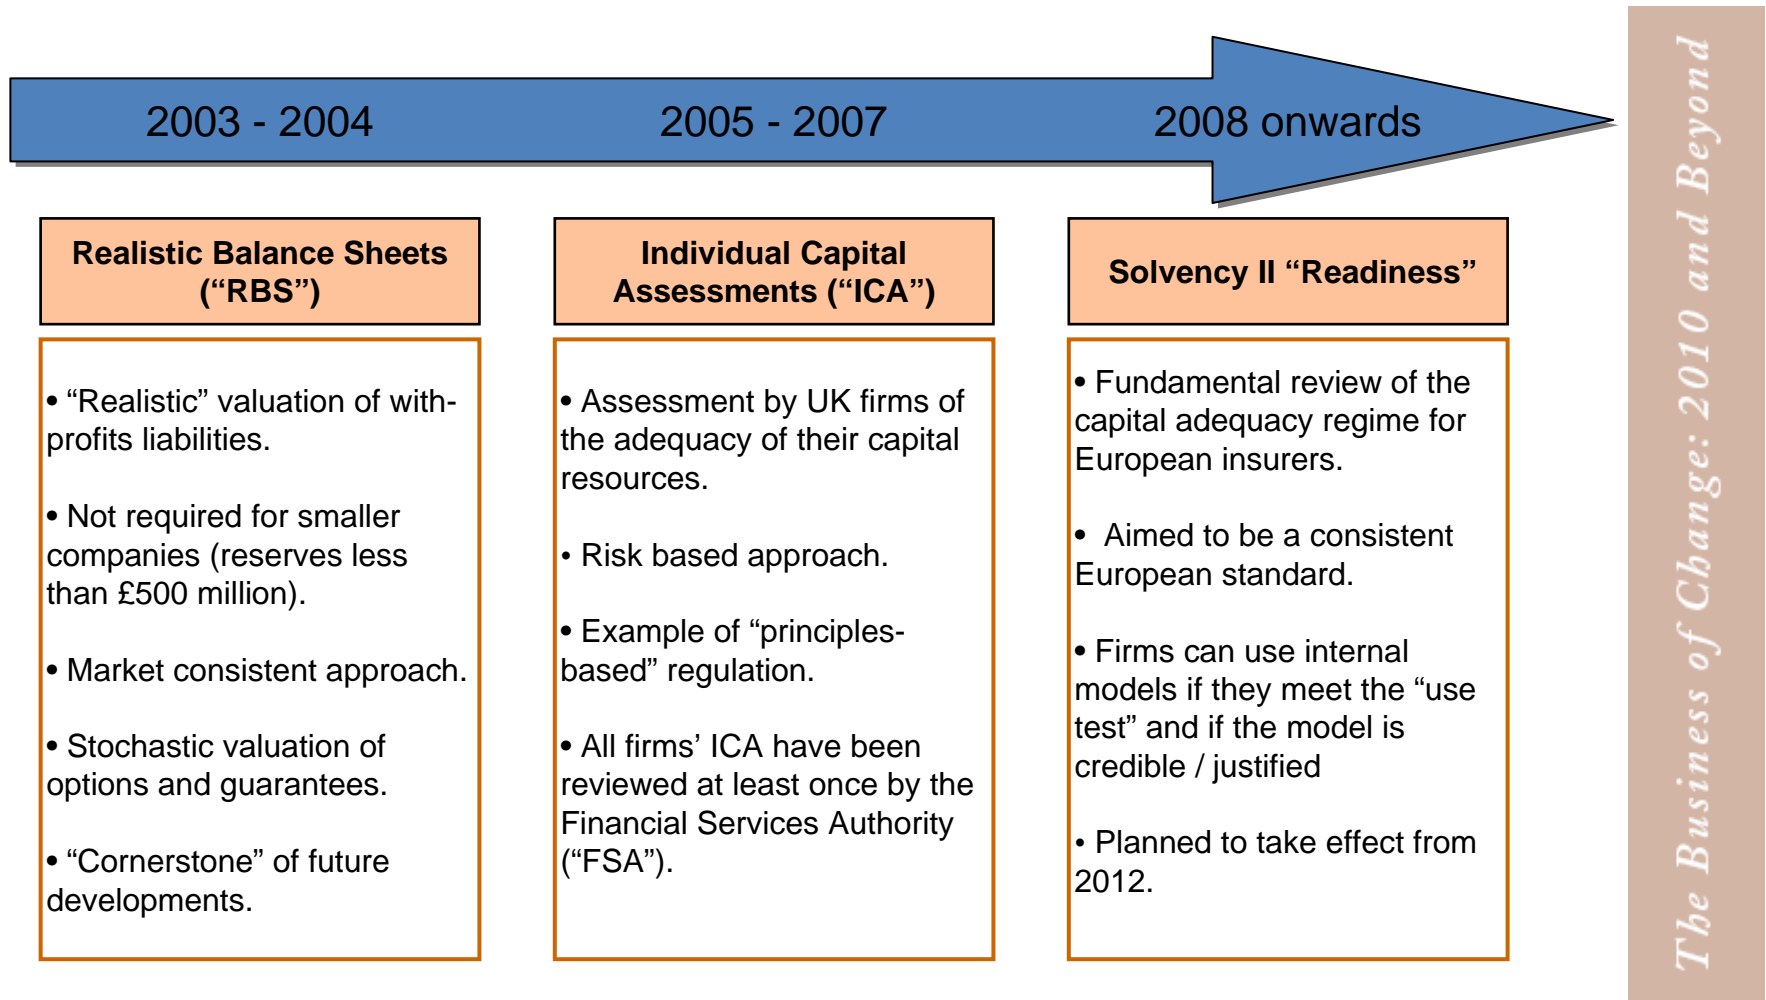 2003 - 2004
2005 - 2007
2008 onwards
Realistic Balance Sheets
(“RBS”)
• “Realistic” valuation of with-
profits liabilities.
• Not required for smaller
companies (reserves less
than £500 million).
• Market consistent approach.
• Stochastic valuation of
options and guarantees.
• “Cornerstone” of future
developments.
Individual Capital
Assessments (“ICA”)
• Assessment by UK firms of
the adequacy of their capital
resources.
• Risk based approach.
• Example of “principles-
based” regulation.
• All firms’ ICA have been
reviewed at least once by the
Financial Services Authority
(“FSA”).
Solvency II “Readiness”
• Fundamental review of the
capital adequacy regime for
European insurers.
• Aimed to be a consistent
European standard.
• Firms can use internal
models if they meet the “use
test” and if the model is
credible / justified
• Planned to take effect from
2012.
The Business of Change: 2010 and Beyond